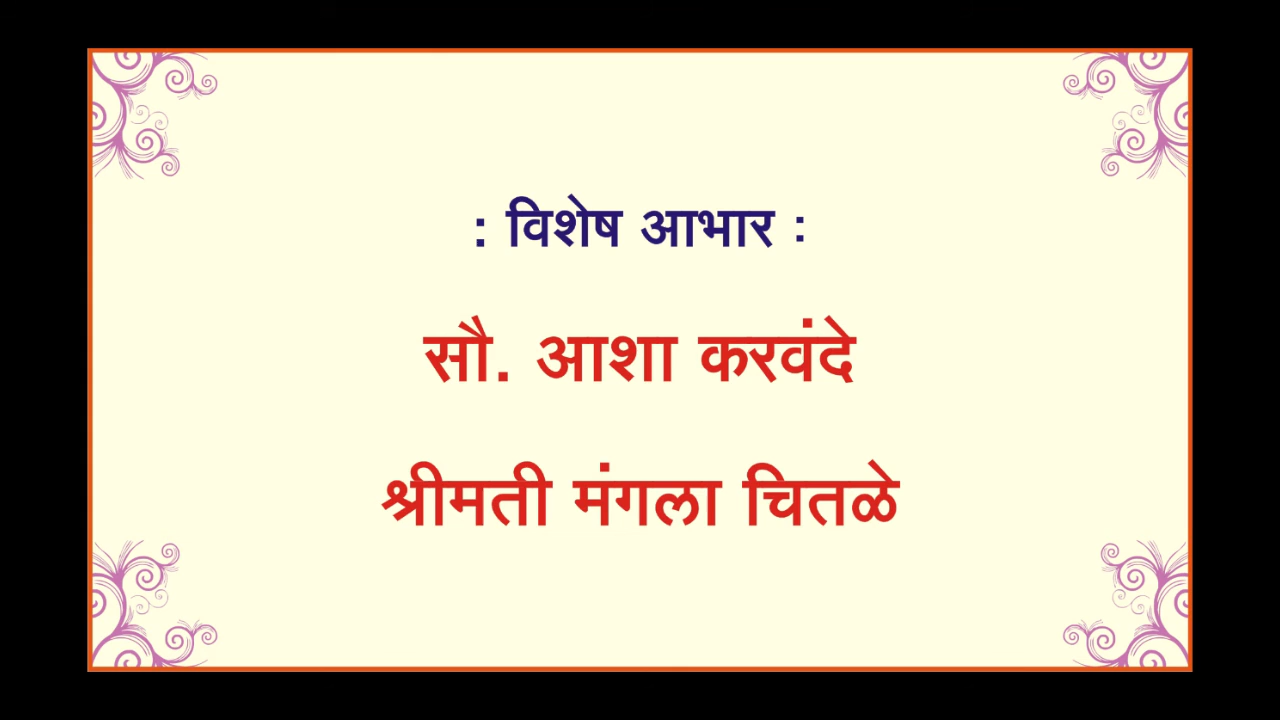 : विशेष आभार :
सौ. आशा करवंदे
श्रीमती मंगला चितळे